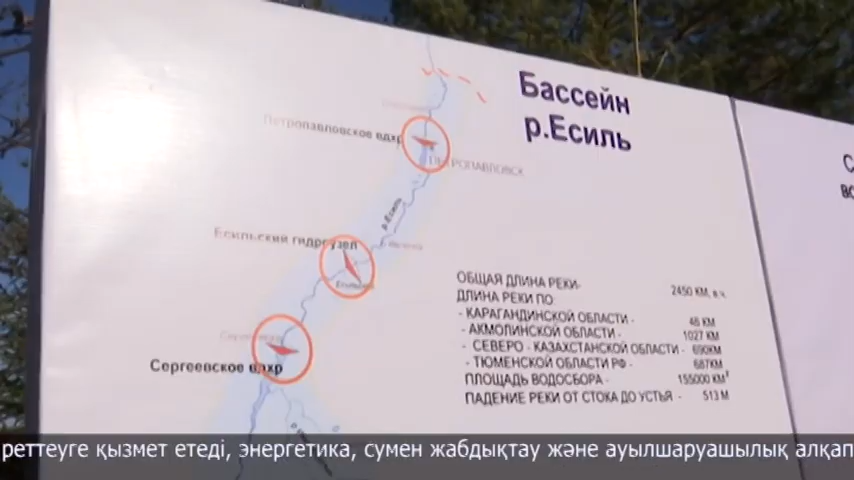 Бассейн
р.Есиль
Петропавловское вдхр
ПЕТРОПАВЛОВСК
р.Есиль
Есильский гидроузел
Сергеевское вдхр
ОБЩАЯ ДЛИНА РЕКИ- 2450 КМ, в.ч.
ДЛИНА РЕКИ ПО:
- КАРАГАНДИНСКОЙ ОБЛАСТИ - 48 КМ
- АКМОЛИНСКОЙ ОБЛАСТИ - 1027 КМ
- СЕВЕРО - КАЗАХСТАНСКОЙ ОБЛАСТИ - 690КМ
- ТЮМЕНСКОЙ ОБЛАСТИ РФ - 687КМ
ПЛОЩАДЬ ВОДОСБОРА - 155000 КМ²
ПАДЕНИЕ РЕКИ ОТ СТОКА ДО УСТЬЯ - 513 М
реттеуге қызмет етеді, энергетика, сумен жабдықтау және ауылшаруашылық алқап